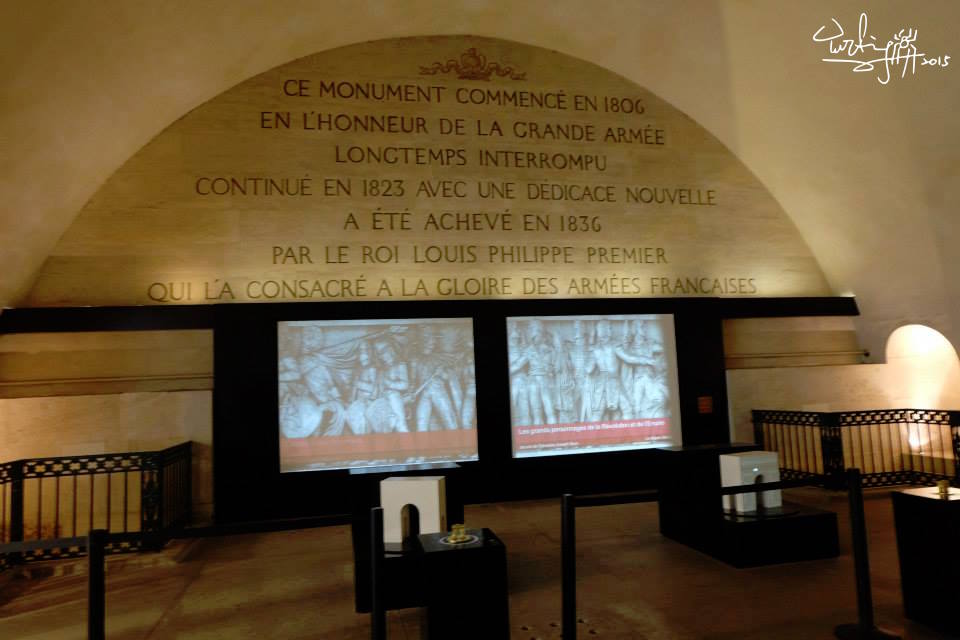 CE MONUMENT COMMENCÉ EN 1806
EN L'HONNEUR DE LA GRANDE ARMÉE
LONGTEMPS INTERROMPU
CONTINUÉ EN 1823 AVEC UNE DÉDICACE NOUVELLE
A ÉTÉ ACHEVÉ EN 1836
PAR LE ROI LOUIS PHILIPPE PREMIER
QUI L'A CONSACRÉ A LA GLOIRE DES ARMÉES FRANÇAISES
Les grands personnages de la Révolution et de l'Empire
2015